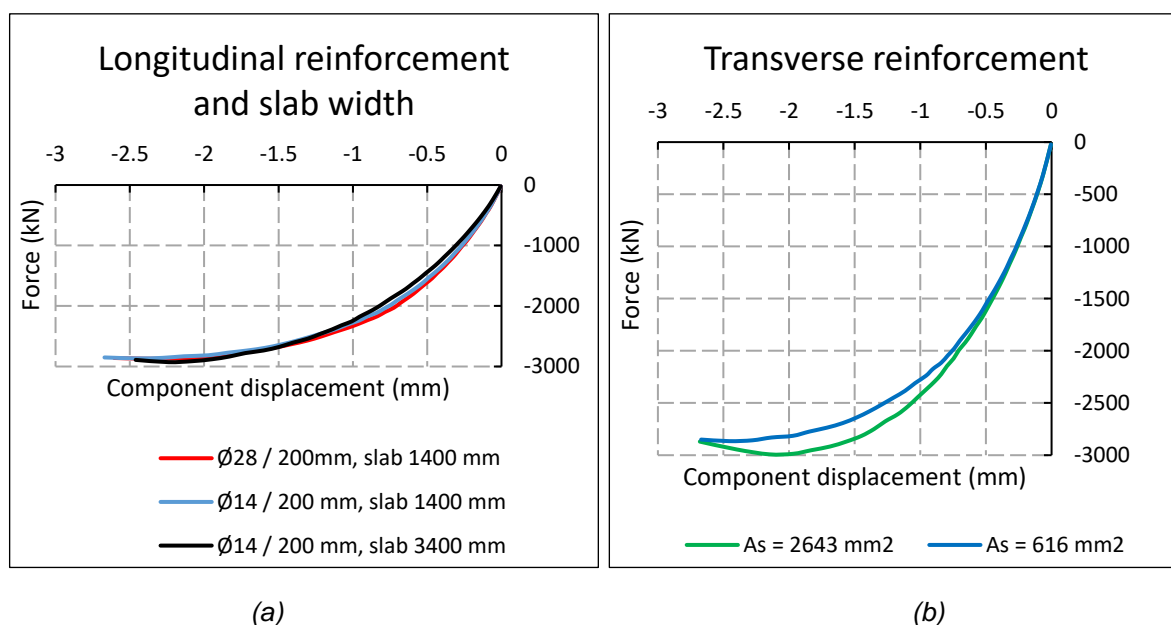 Longitudinal reinforcement
and slab width
-3 -2.5 -2 -1.5 -1 -0.5 0
0
-1000
-2000
-3000
Force (kN)
Component displacement (mm)
Ø28 / 200mm, slab 1400 mm
Ø14 / 200 mm, slab 1400 mm
Ø14 / 200 mm, slab 3400 mm
(a)
Transverse reinforcement
-3 -2.5 -2 -1.5 -1 -0.5 0
0
-500
-1000
-1500
-2000
-2500
-3000
Force (kN)
Component displacement (mm)
As = 2643 mm2 As = 616 mm2
(b)